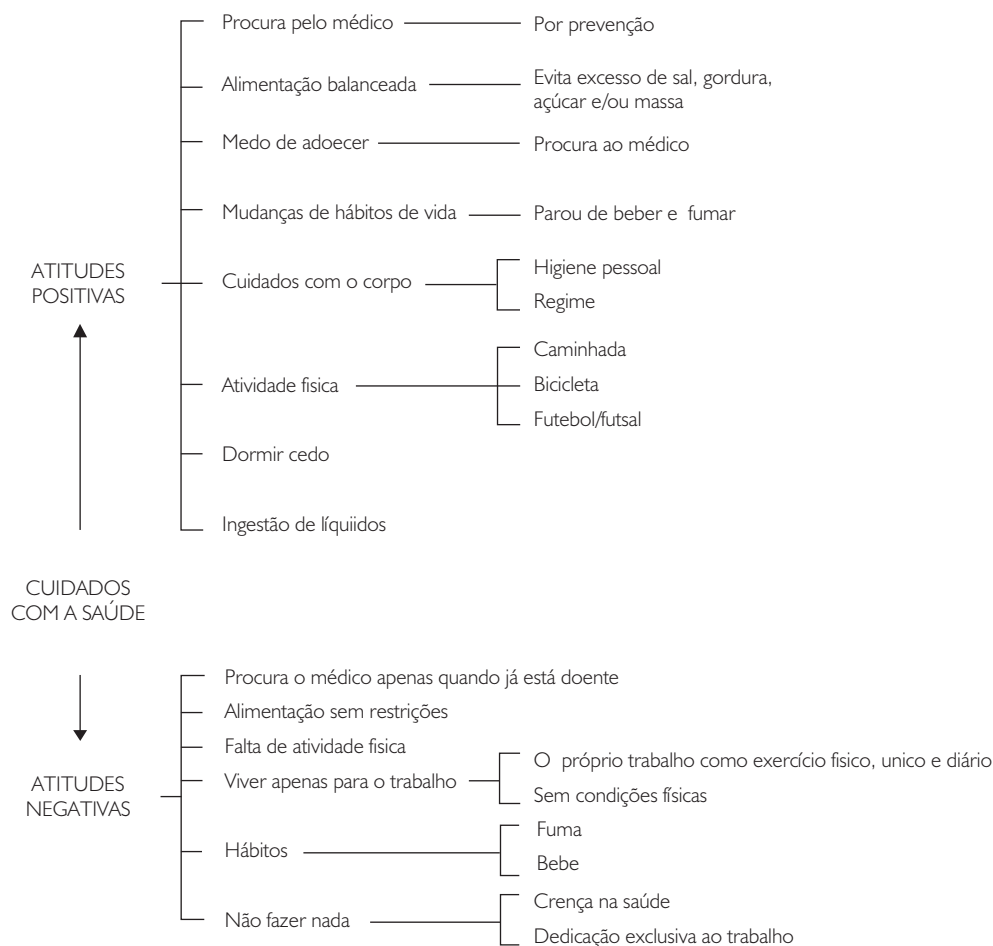 Procura pelo médico
Por prevenção
Alimentação balanceada
Evita excesso de sal, gordura,
açúcar e/ou massa
Medo de adoecer
Procura ao médico
Mudanças de hábitos de vida
Parou de beber e fumar
ATITUDES
POSITIVAS
Cuidados com o corpo
Higiene pessoal
Regime
Atividade fisica
Caminhada
Bicicleta
Futebol/futsal
Dormir cedo
Ingestão de líquiidos
CUIDADOS
COM A SAÚDE
ATITUDES
NEGATIVAS
Procura o médico apenas quando já está doente
Alimentação sem restrições
Falta de atividade fisica
Viver apenas para o trabalho
O próprio trabalho como exercício fisico, unico e diário
Sem condições físicas
Hábitos
Fuma
Bebe
Não fazer nada
Crença na saúde
Dedicação exclusiva ao trabalho